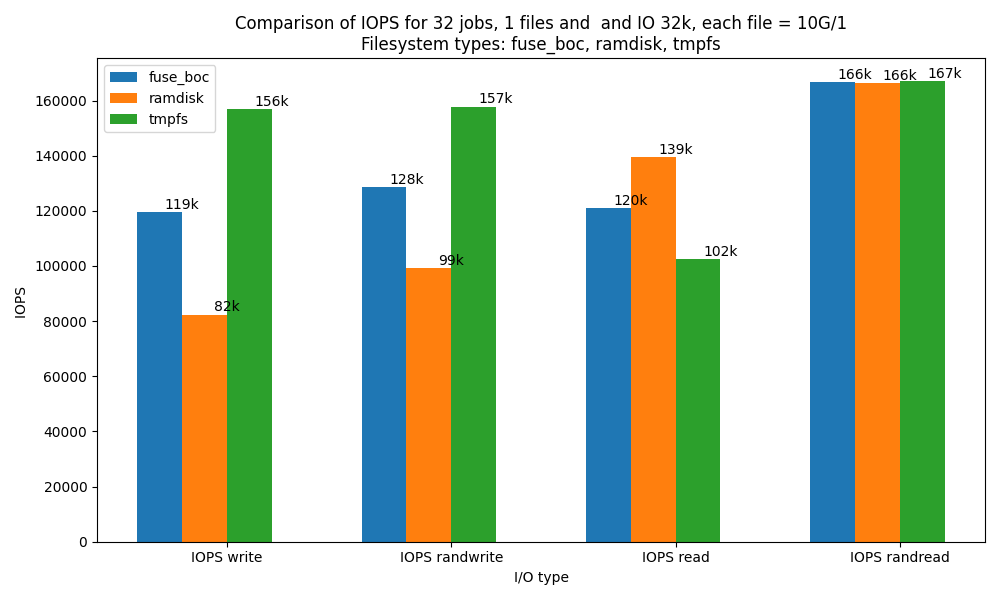 Comparison of IOPS for 32 jobs, 1 files and  and IO 32k, each file = 10G/1
Filesystem types: fuse_boc, ramdisk, tmpfs
fuse_boc
ramdisk
tmpfs
IOPS
160000
140000
120000
100000
80000
60000
40000
20000
0
119k
82k
156k
128k
99k
157k
120k
139k
102k
166k
166k
167k
IOPS write
IOPS randwrite
IOPS read
IOPS randread
I/O type